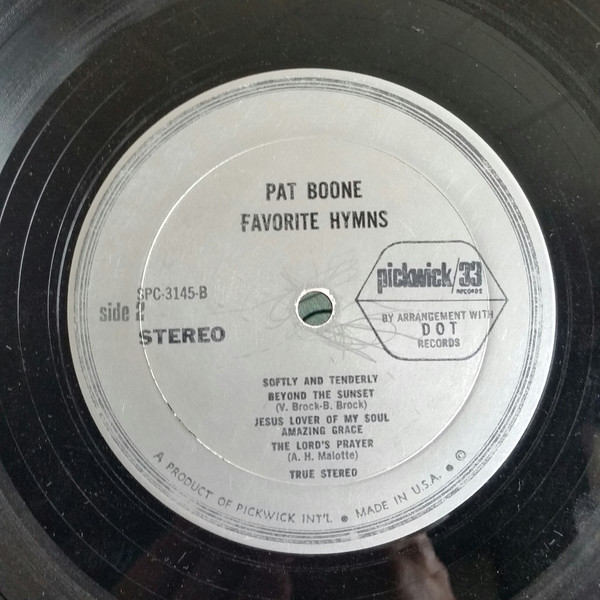 PAT BOONE
FAVORITE HYMNS
pickwick/33
RECORDS
BY ARRANGEMENT WITH
DOT
RECORDS
SPC-3145-B
side 2
STEREO
SOFTLY AND TENDERLY
BEYOND THE SUNSET
(V. Brock-B. Brock)
JESUS LOVER OF MY SOUL
AMAZING GRACE
THE LORD'S PRAYER
(A. H. Malotte)
TRUE STEREO
A PRODUCT OF PICKWICK INT'L. ● MADE IN U.S.A. ● ©